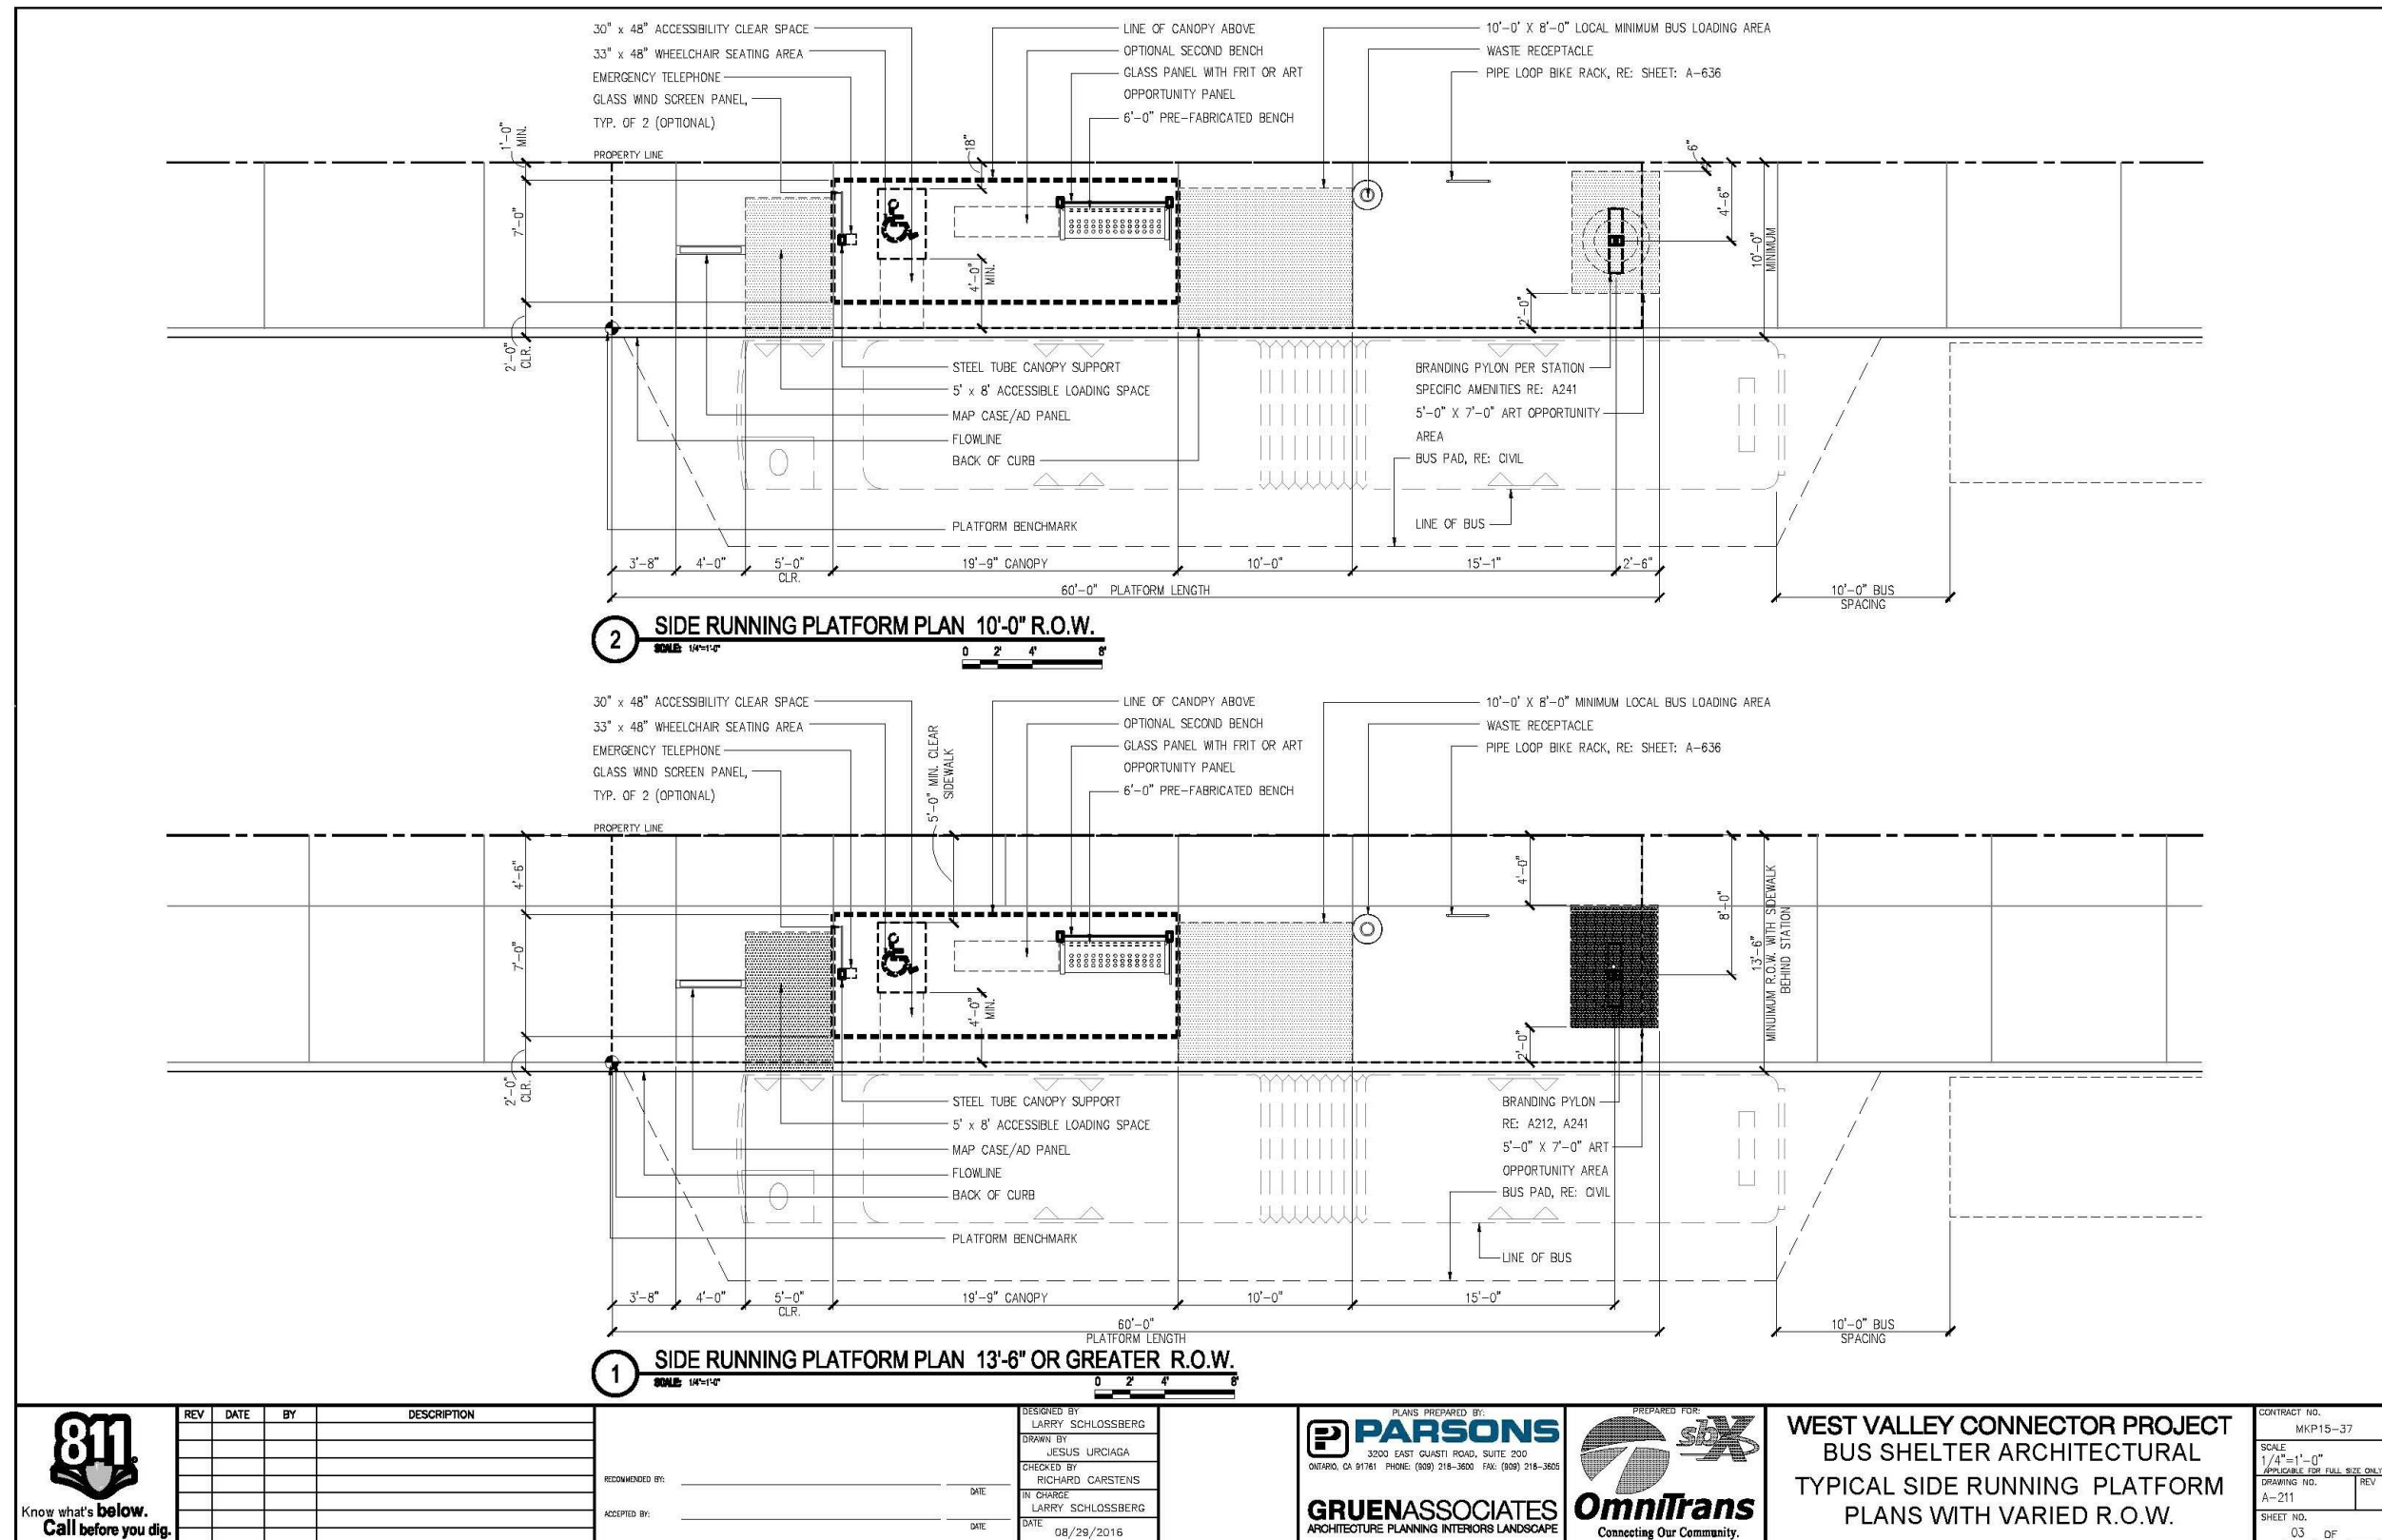 30" x 48" ACCESSIBILITY CLEAR SPACE
33" x 48" WHEELCHAIR SEATING AREA
EMERGENCY TELEPHONE
GLASS WIND SCREEN PANEL,
TYP. OF 2 (OPTIONAL)
PROPERTY LINE
LINE OF CANOPY ABOVE
OPTIONAL SECOND BENCH
GLASS PANEL WITH FRIT OR ART
OPPORTUNITY PANEL
6'-0" PRE-FABRICATED BENCH
10'-0' X 8'-0" LOCAL MINIMUM BUS LOADING AREA
WASTE RECEPTACLE
PIPE LOOP BIKE RACK, RE: SHEET: A-636
1'-0"
MIN.
7'-0"
2'-0"
CLR.
18"
4'-0"
MIN.
6"
4'-6"
10'-0"
MINIMUM
2'-0"
STEEL TUBE CANOPY SUPPORT
5' x 8' ACCESSIBLE LOADING SPACE
MAP CASE/AD PANEL
FLOWLINE
BACK OF CURB
PLATFORM BENCHMARK
BRANDING PYLON PER STATION
SPECIFIC AMENITIES RE: A241
5'-0" X 7'-0" ART OPPORTUNITY
AREA
BUS PAD, RE: CIVIL
LINE OF BUS
3'-8"
4'-0"
5'-0"
CLR.
19'-9" CANOPY
10'-0"
15'-1"
2'-6"
60'-0" PLATFORM LENGTH
10'-0" BUS
SPACING
2
SIDE RUNNING PLATFORM PLAN 10'-0" R.O.W.
SCALE: 1/4"=1'-0"
0 2' 4' 8'
30" x 48" ACCESSIBILITY CLEAR SPACE
33" x 48" WHEELCHAIR SEATING AREA
EMERGENCY TELEPHONE
GLASS WIND SCREEN PANEL,
TYP. OF 2 (OPTIONAL)
PROPERTY LINE
5'-0" MIN. CLEAR
SIDEWALK
LINE OF CANOPY ABOVE
OPTIONAL SECOND BENCH
GLASS PANEL WITH FRIT OR ART
OPPORTUNITY PANEL
6'-0" PRE-FABRICATED BENCH
10'-0' X 8'-0" MINIMUM LOCAL BUS LOADING AREA
WASTE RECEPTACLE
PIPE LOOP BIKE RACK, RE: SHEET: A-636
4'-6"
7'-0"
2'-0"
CLR.
4'-0"
MIN.
4'-0"
2'-0"
8'-0"
13'-6"
MINUIMUM R.O.W. WITH SIDEWALK
BEHIND STATION
STEEL TUBE CANOPY SUPPORT
5' x 8' ACCESSIBLE LOADING SPACE
MAP CASE/AD PANEL
FLOWLINE
BACK OF CURB
PLATFORM BENCHMARK
BRANDING PYLON
RE: A212, A241
5'-0" X 7'-0" ART
OPPORTUNITY AREA
BUS PAD, RE: CIVIL
LINE OF BUS
3'-8"
4'-0"
5'-0"
CLR.
19'-9" CANOPY
10'-0"
15'-0"
60'-0"
PLATFORM LENGTH
10'-0" BUS
SPACING
1
SIDE RUNNING PLATFORM PLAN 13'-6" OR GREATER R.O.W.
SCALE: 1/4"=1'-0"
0 2' 4' 8'
811
Know what's below.
Call before you dig.
REV DATE BY DESCRIPTION
RECOMMENDED BY:
DATE
ACCEPTED BY:
DATE
DESIGNED BY
LARRY SCHLOSSBERG
DRAWN BY
JESUS URCIAGA
CHECKED BY
RICHARD CARSTENS
IN CHARGE
LARRY SCHLOSSBERG
DATE
08/29/2016
PLANS PREPARED BY:
PARSONS
3200 EAST GUASTI ROAD, SUITE 200
ONTARIO, CA 91761 PHONE: (909) 218-3600 FAX: (909) 218-3605
GRUENASSOCIATES
ARCHITECTURE PLANNING INTERIORS LANDSCAPE
PREPARED FOR:
sbX
OmniTrans
Connecting Our Community.
WEST VALLEY CONNECTOR PROJECT
BUS SHELTER ARCHITECTURAL
TYPICAL SIDE RUNNING PLATFORM
PLANS WITH VARIED R.O.W.
CONTRACT NO.
MKP15-37
SCALE
1/4"=1'-0"
APPLICABLE FOR FULL SIZE ONLY
DRAWING NO. REV
A-211
SHEET NO.
03 OF